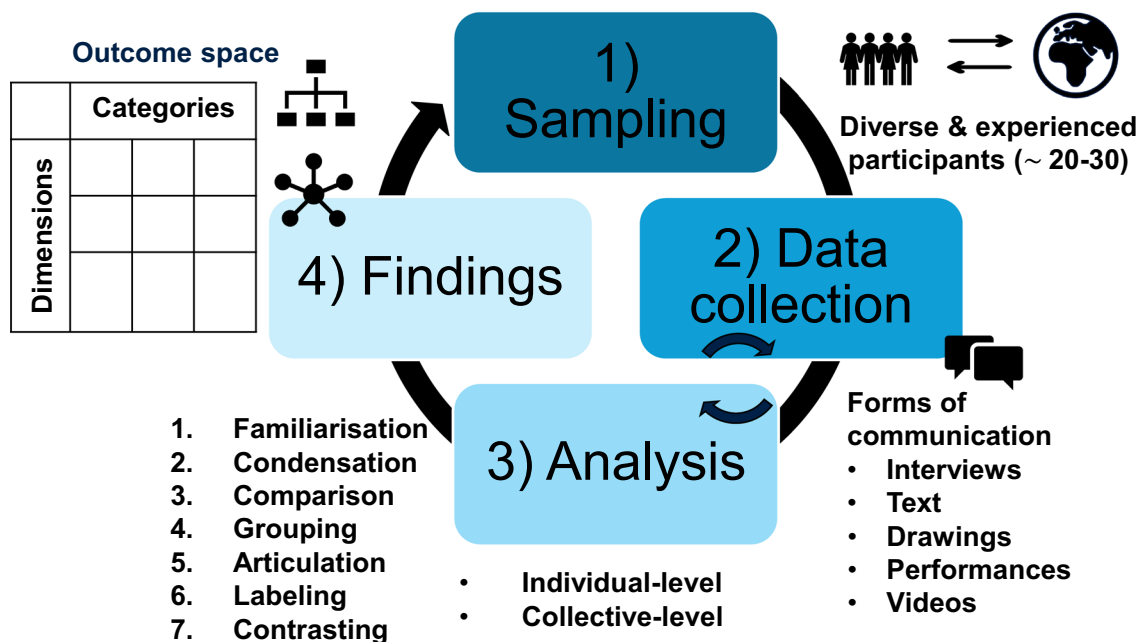 Outcome space
Categories
Dimensions
1)
Sampling
Diverse & experienced
participants (~ 20-30)
2) Data
collection
Forms of
communication
• Interviews
• Text
• Drawings
• Performances
• Videos
3) Analysis
• Individual-level
• Collective-level
1. Familiarisation
2. Condensation
3. Comparison
4. Grouping
5. Articulation
6. Labeling
7. Contrasting
4) Findings